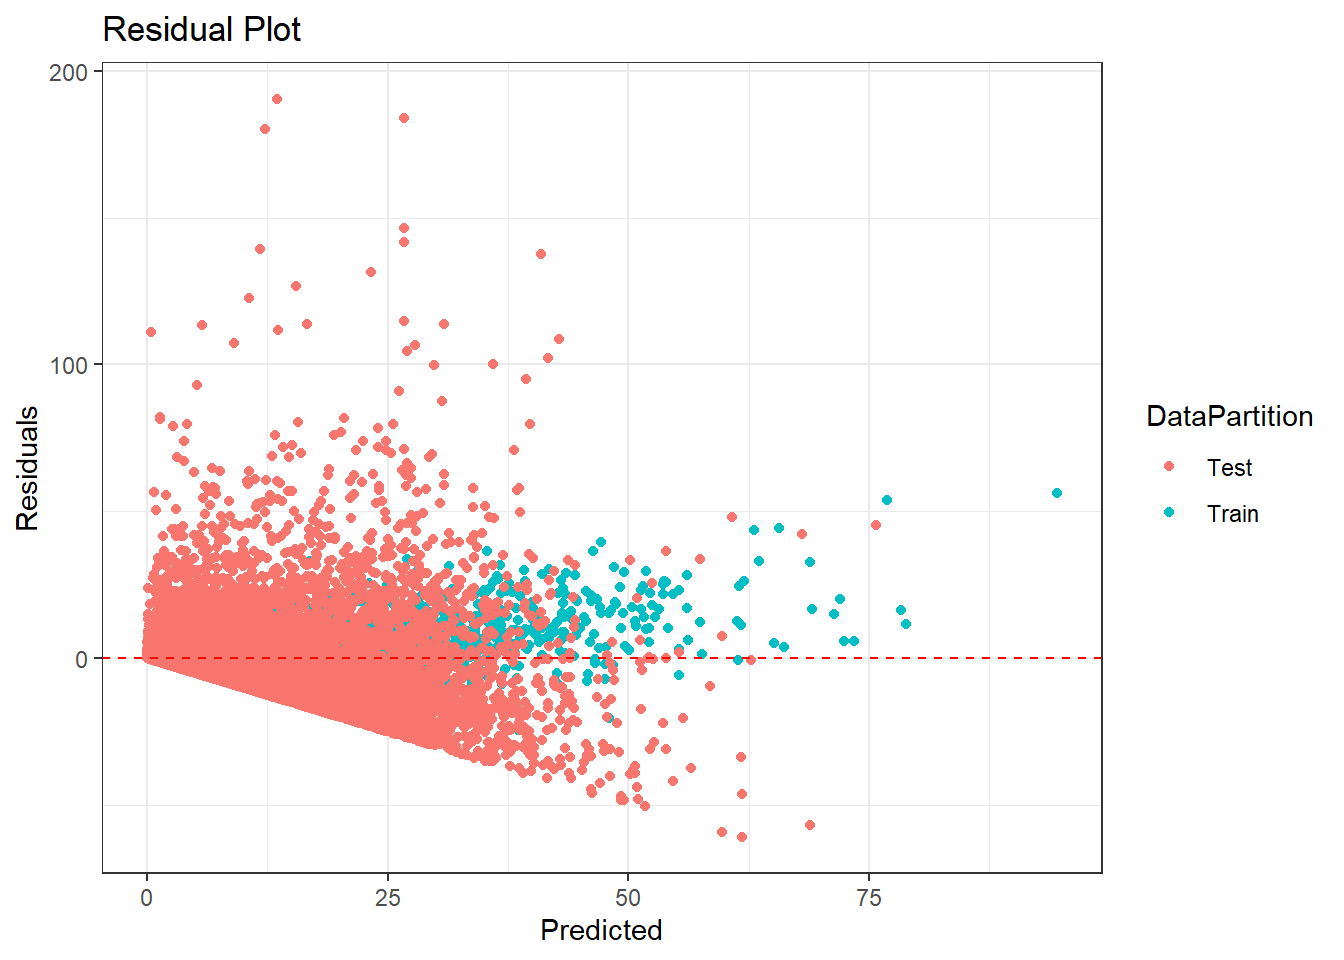 Residual Plot
200
100
0
Residuals
0
25
50
75
Predicted
DataPartition
Test
Train